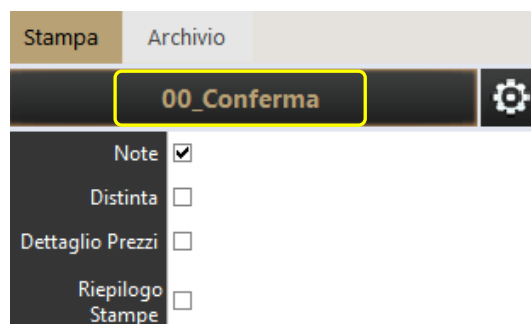 Stampa Archivio
00_Conferma
Note
Distinta
Dettaglio Prezzi
Riepilogo
Stampe